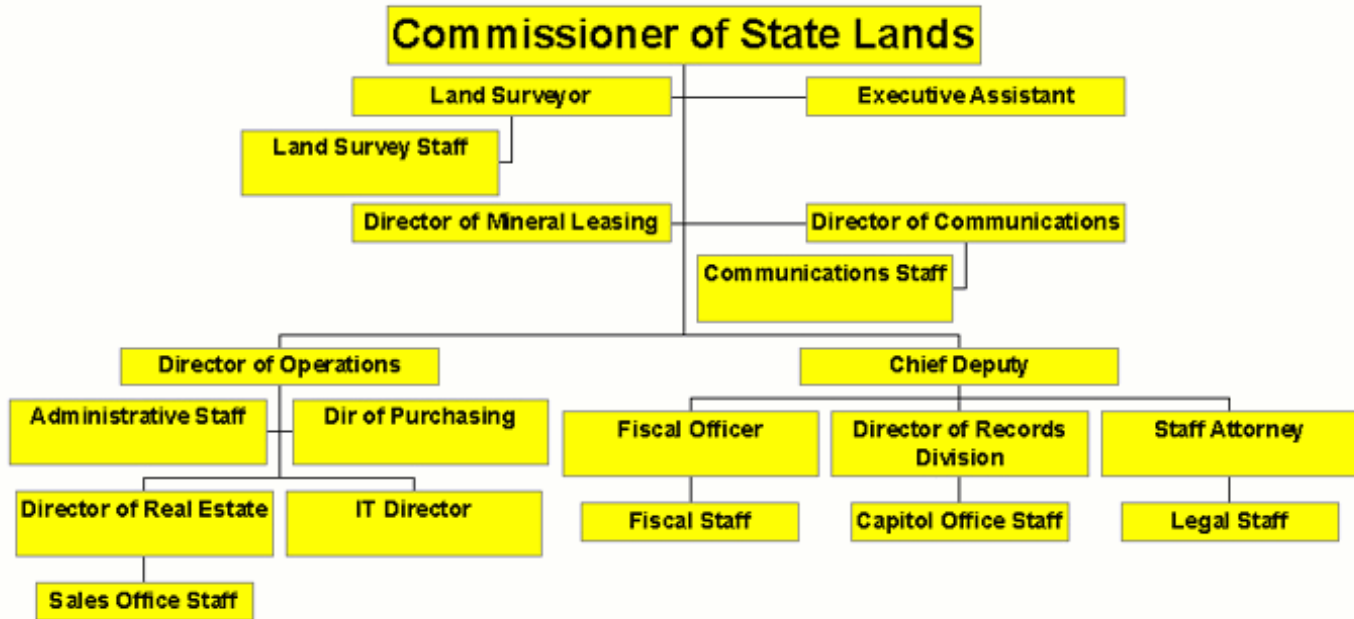 Commissioner of State Lands
Land Surveyor
Executive Assistant
Land Survey Staff
Director of Mineral Leasing
Director of Communications
Communications Staff
Director of Operations
Chief Deputy
Administrative Staff
Dir of Purchasing
Fiscal Officer
Director of Records
Division
Staff Attorney
Director of Real Estate
IT Director
Fiscal Staff
Capitol Office Staff
Legal Staff
Sales Office Staff